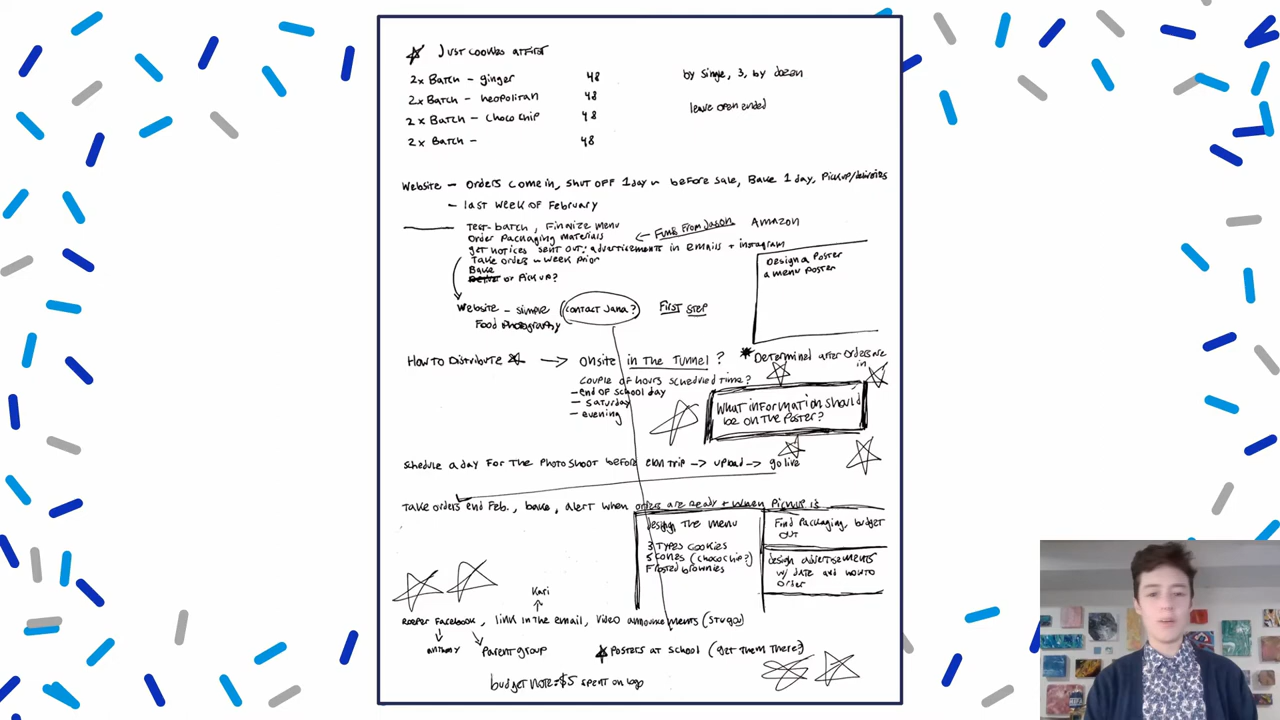 Just cookies at first
2x Batch - ginger 48 by single, 3, by dozen
2x Batch - neopolitan 48 leave open ended
2x Batch - choco chip 48
2x Batch - 48
Website - Orders come in, shut off 1 day before sale, Bake 1 day, Pickup/deliveries
- last week of February
Test-batch, finalize menu
Order packaging materials ← Funds from Jason Amazon
get notices sent out: advertisements in emails + instagram
Take orders ~ week prior
Bake
or Pick up?
Design a poster
a menu poster
Website - simple (contact Jana?) First step
Food photography
How to Distribute → onsite in the tunnel? * Determined after orders are in
couple of hours scheduled time?
- end of school day
- saturday
- evening
What information should
be on the poster?
schedule a day for the photoshoot before elon trip → upload → go live
Take orders end Feb., bake, alert when orders are ready + when pickup is
design the menu
3 types cookies
5 scones (choco chip?)
Frosted brownies
Find packaging, budget
out
design advertisements
w/ date and how to
order
Kari
Facebook, link in the email, video announcements (stugov)
anthony Parent group
Posters at school (get them there)
budget note: $5 spent on logo